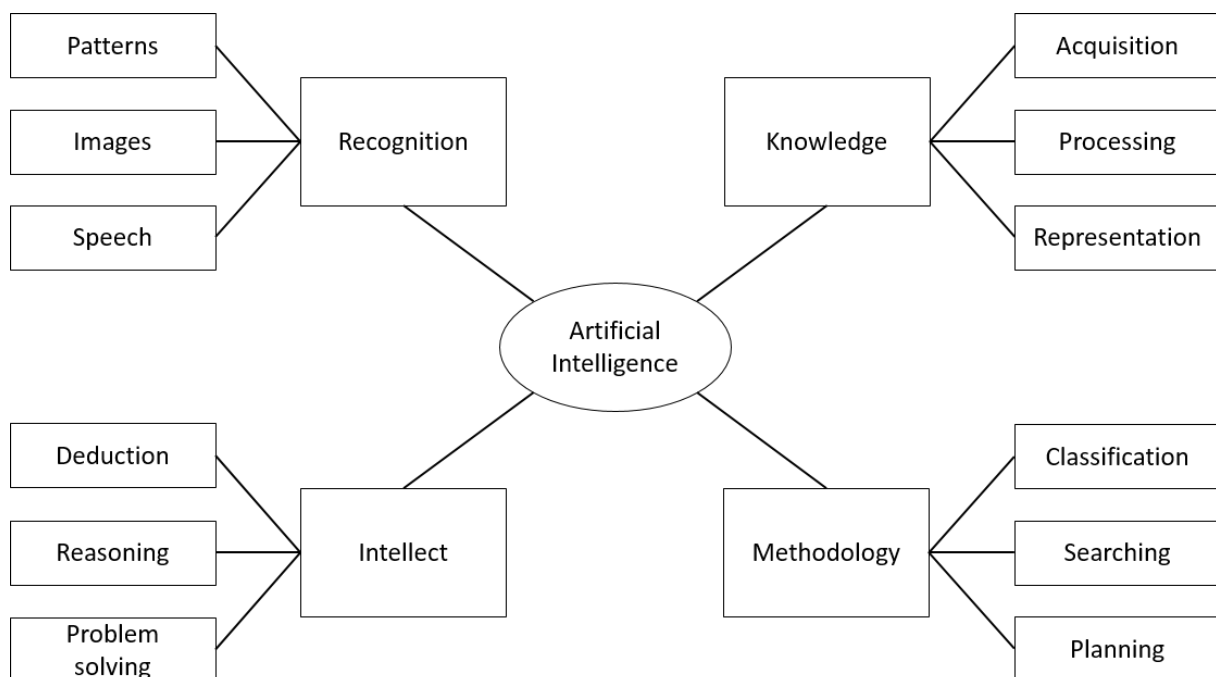 Patterns
Images
Speech
Recognition
Knowledge
Acquisition
Processing
Representation
Artificial
Intelligence
Deduction
Reasoning
Problem
solving
Intellect
Methodology
Classification
Searching
Planning